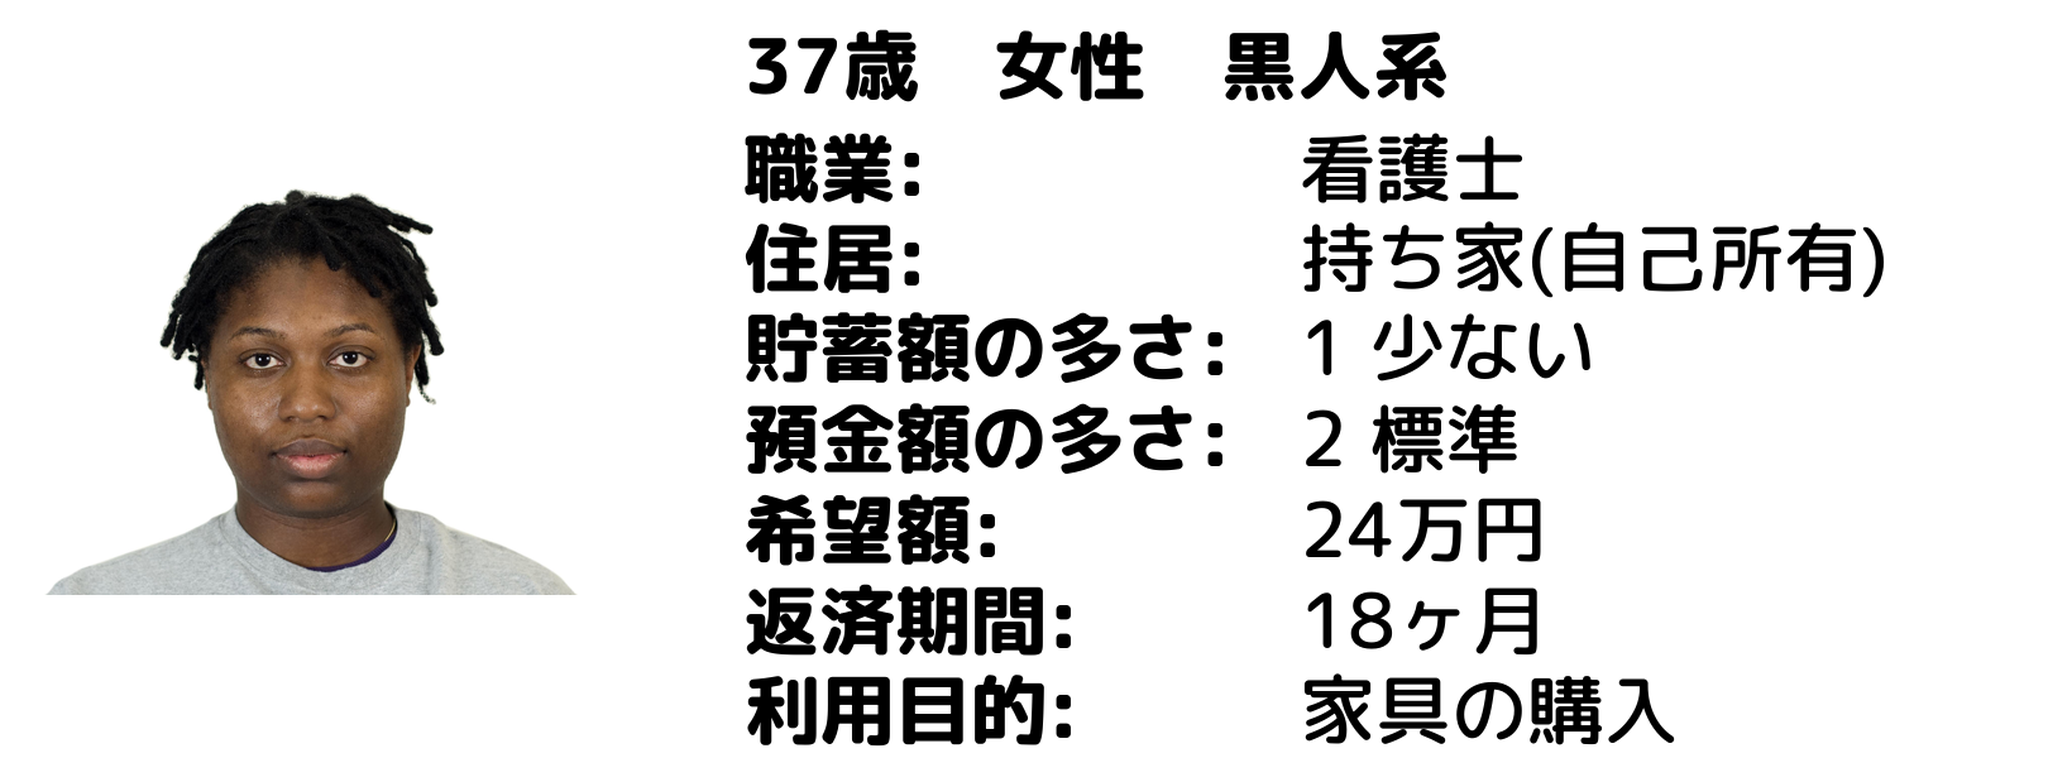 37歳　女性　黒人系
職業: 看護士
住居: 持ち家(自己所有)
貯蓄額の多さ: 1 少ない
預金額の多さ: 2 標準
希望額: 24万円
返済期間: 18ヶ月
利用目的: 家具の購入